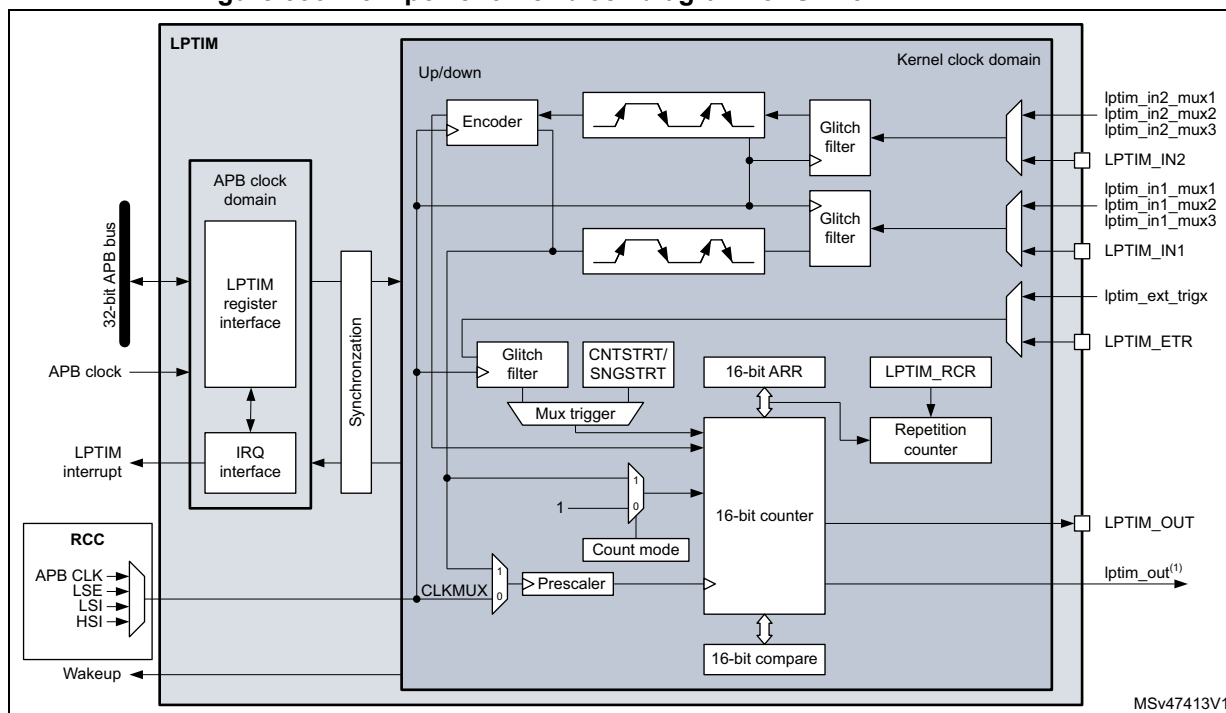 LPTIM
Kernel clock domain
Up/down
Encoder
Glitch
filter
lptim_in2_mux1
lptim_in2_mux2
lptim_in2_mux3
LPTIM_IN2
APB clock
domain
Glitch
filter
lptim_in1_mux1
lptim_in1_mux2
lptim_in1_mux3
LPTIM_IN1
32-bit APB bus
LPTIM
register
interface
Synchronzation
lptim_ext_trigx
LPTIM_ETR
APB clock
Glitch
filter
CNTSTRT/
SNGSTRT
16-bit ARR
LPTIM_RCR
Mux trigger
Repetition
counter
LPTIM
interrupt
IRQ
interface
1
0
1
16-bit counter
LPTIM_OUT
RCC
Count mode
APB CLK
LSE
LSI
HSI
CLKMUX
1
0
Prescaler
lptim_out(1)
16-bit compare
Wakeup
MSv47413V1